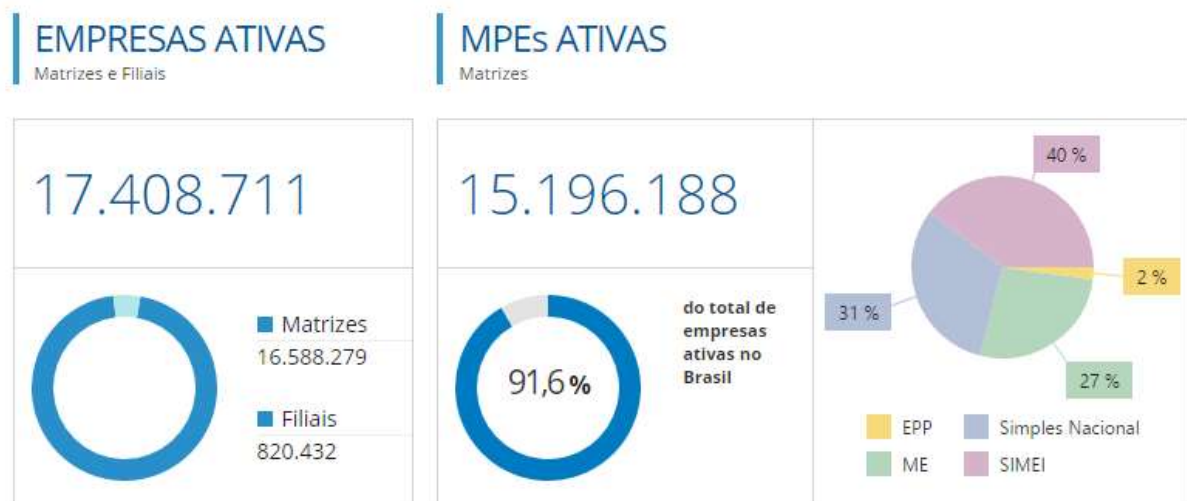 EMPRESAS ATIVAS
Matrizes e Filiais
17.408.711
Matrizes
16.588.279
Filiais
820.432
MPEs ATIVAS
Matrizes
15.196.188
91,6%
do total de
empresas
ativas no
Brasil
40 %
2 %
31 %
27 %
EPP
Simples Nacional
ME
SIMEI